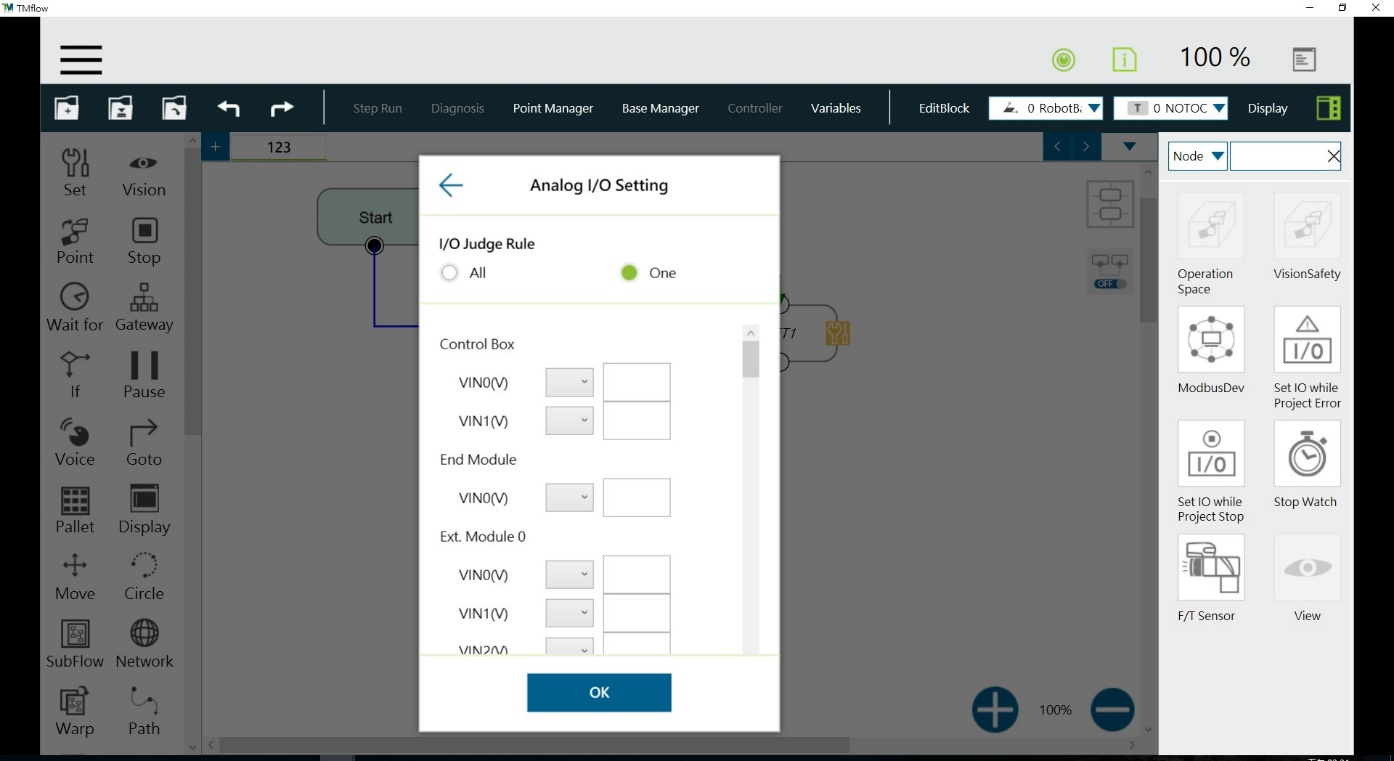 TMflow
100 %
Step Run Diagnosis Point Manager Base Manager Controller Variables EditBlock 0 RobotB T 0 NOTOC Display
+ 123
Node
Set Vision
Point Stop
Wait for Gateway
If Pause
Voice Goto
Pallet Display
Move Circle
SubFlow Network
Warp Path
Start
T1
OFF
Analog I/O Setting
I/O Judge Rule
All One
Control Box
VIN0(V)
VIN1(V)
End Module
VIN0(V)
Ext. Module 0
VIN0(V)
VIN1(V)
VIN2(V)
OK
100%
Operation
Space
VisionSafety
ModbusDev
I/O
Set IO while
Project Error
I/O
Set IO while
Project Stop
Stop Watch
F/T Sensor
View